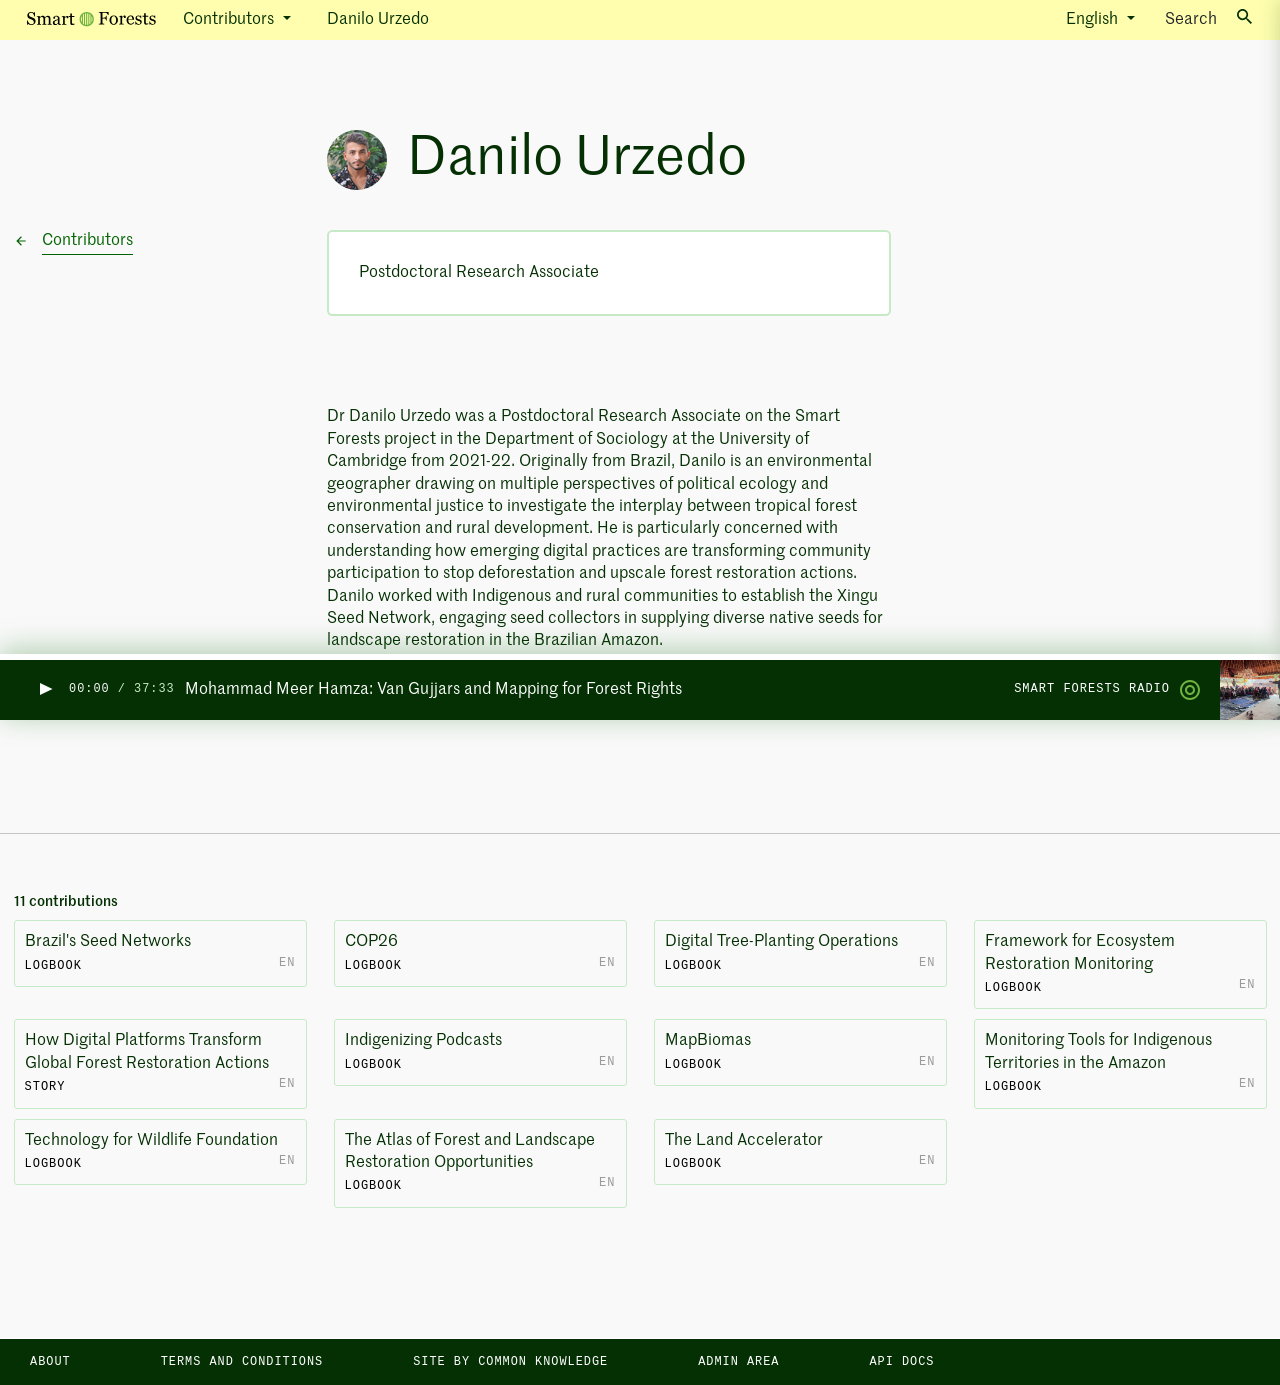 Smart Forests Contributors Danilo Urzedo English Search
Danilo Urzedo
Contributors
Postdoctoral Research Associate
Dr Danilo Urzedo was a Postdoctoral Research Associate on the Smart
Forests project in the Department of Sociology at the University of
Cambridge from 2021-22. Originally from Brazil, Danilo is an environmental
geographer drawing on multiple perspectives of political ecology and
environmental justice to investigate the interplay between tropical forest
conservation and rural development. He is particularly concerned with
understanding how emerging digital practices are transforming community
participation to stop deforestation and upscale forest restoration actions.
Danilo worked with Indigenous and rural communities to establish the Xingu
Seed Network, engaging seed collectors in supplying diverse native seeds for
landscape restoration in the Brazilian Amazon.
00:00 / 37:33 Mohammad Meer Hamza: Van Gujjars and Mapping for Forest Rights SMART FORESTS RADIO
11 contributions
Brazil's Seed Networks
LOGBOOK EN
COP26
LOGBOOK EN
Digital Tree-Planting Operations
LOGBOOK EN
Framework for Ecosystem
Restoration Monitoring
LOGBOOK EN
How Digital Platforms Transform
Global Forest Restoration Actions
STORY EN
Indigenizing Podcasts
LOGBOOK EN
MapBiomas
LOGBOOK EN
Monitoring Tools for Indigenous
Territories in the Amazon
LOGBOOK EN
Technology for Wildlife Foundation
LOGBOOK EN
The Atlas of Forest and Landscape
Restoration Opportunities
LOGBOOK EN
The Land Accelerator
LOGBOOK EN
ABOUT TERMS AND CONDITIONS SITE BY COMMON KNOWLEDGE ADMIN AREA API DOCS